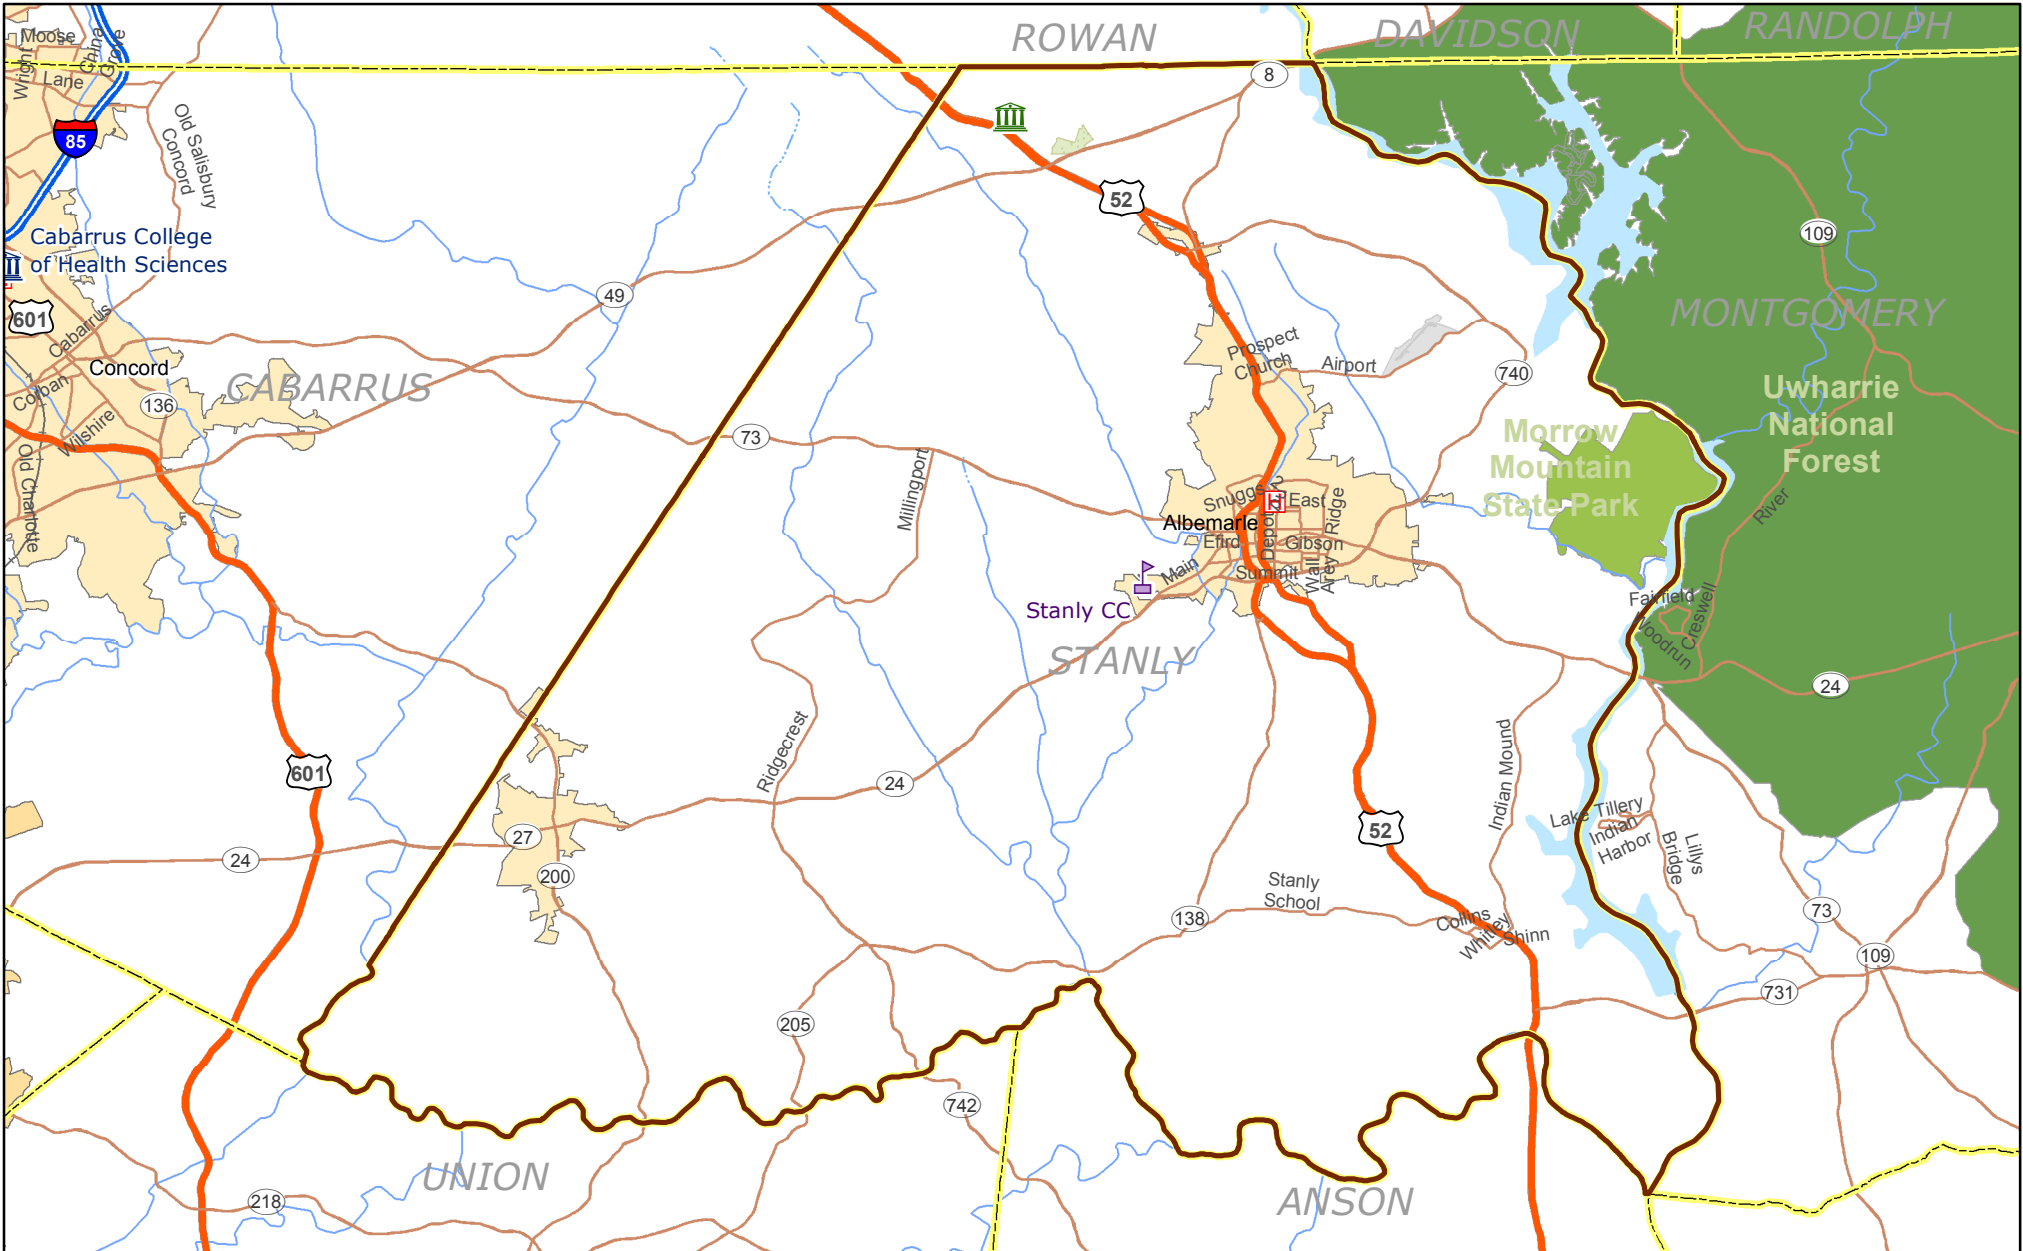 ROWAN
DAVIDSON
RANDOLPH
Moose
Wright
China
Grove
Lane
8
85
Old Salisbury
Concord
52
109
Cabarrus College
of Health Sciences
49
601
Cabarrus
MONTGOMERY
Prospect
Church
Airport
740
Concord
Colban
CABARRUS
136
Wilshire
Uwharrie
National
Forest
Morrow
Mountain
State Park
73
Old Charlotte
Millingport
Snuggs
2
H
East
Ridge
River
Albemarle
Efird
Depot
Gibson
Main
Summit
Wall
Arey
Stanly CC
Fairfield
Creswell
Woodrun
STANLY
24
Ridgecrest
Indian Mound
601
24
Lake Tillery
Indian
Harbor
52
27
Lillys
Bridge
24
200
Stanly
School
138
Collins
Whitley
Shinn
73
109
731
205
742
UNION
218
ANSON